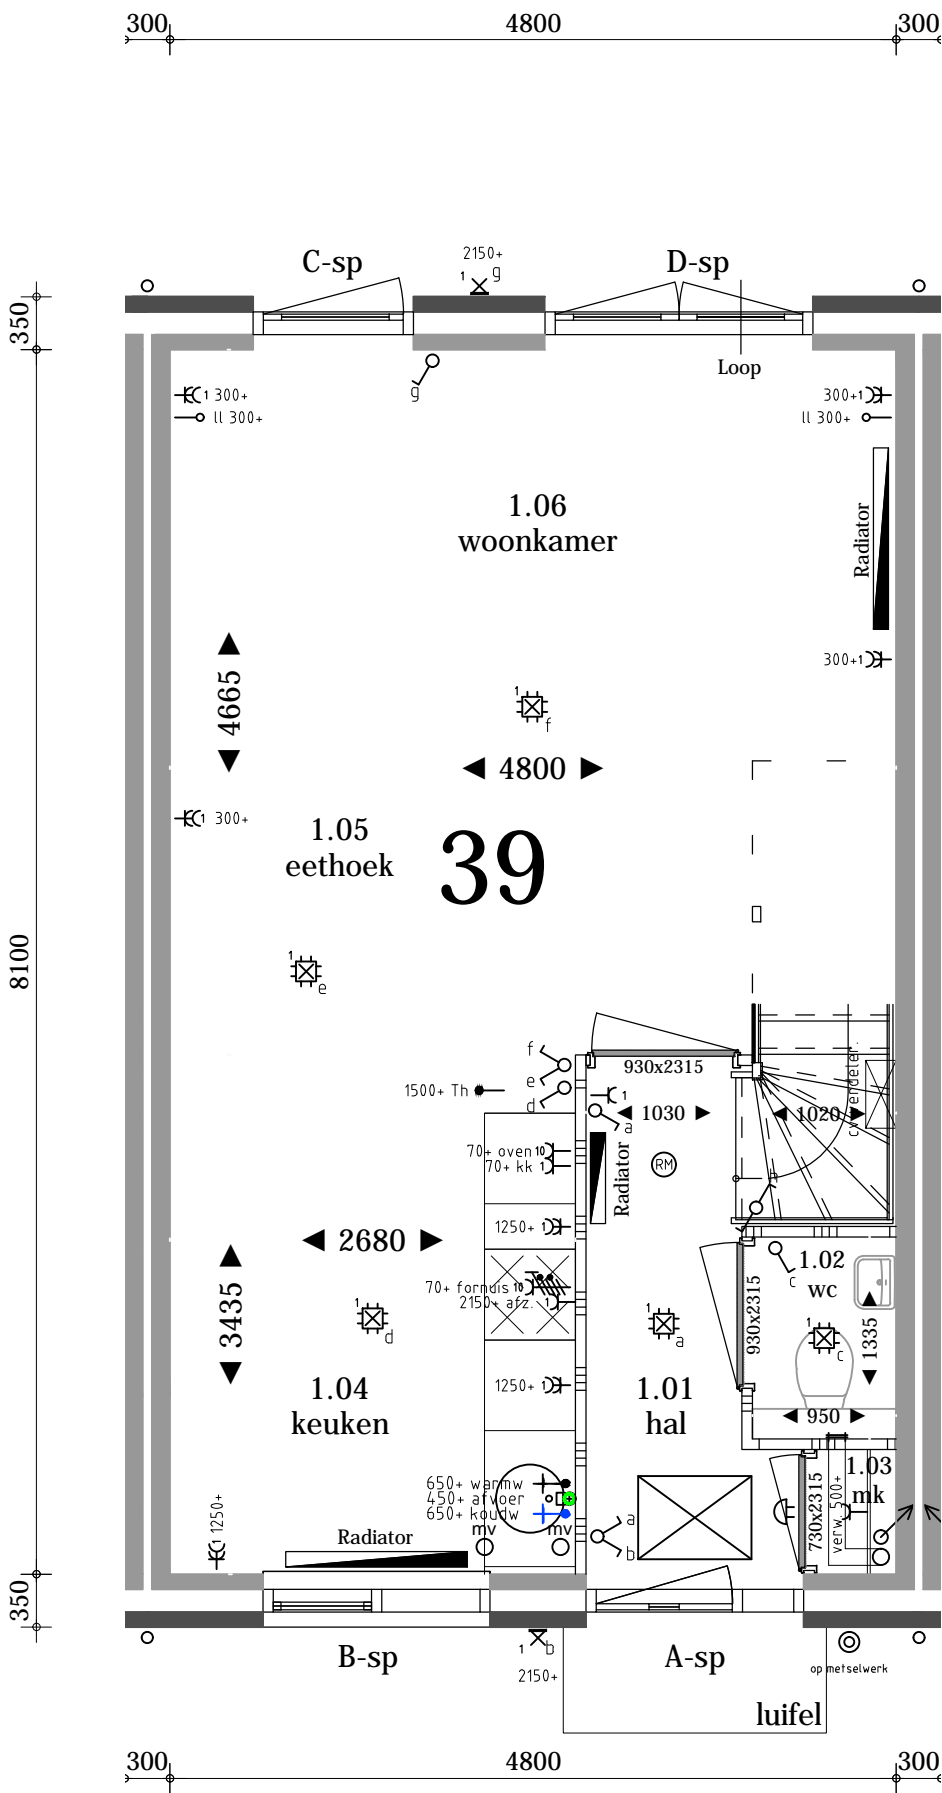 300 4800 300
C-sp
2150+
1 g
D-sp
350
Loop
g
1 300+
ll 300+
300+1
ll 300+
1.06
woonkamer
Radiator
4665
300+1
1
f
4800
1 300+
1.05
eethoek
39
8100
1
e
f
e
d
1500+ Th
930x2315
1
a
1030
1020
cv verdeler
70+ oven 10
70+ kk 1
Radiator
RM
h
1250+ 1
2680
3435
1
d
70+ fornuis 10
2150+ afz. 1
1
a
930x2315
c
1.02
wc
1
c
1335
1250+ 1
1.04
keuken
1.01
hal
950
1.03
mk
730x2315
verw. 500+
650+ warmw
450+ afvoer
650+ koudw
mv mv
a
b
1250+
1
Radiator
350
B-sp
1 b
2150+
A-sp
op metselwerk
luifel
300 4800 300